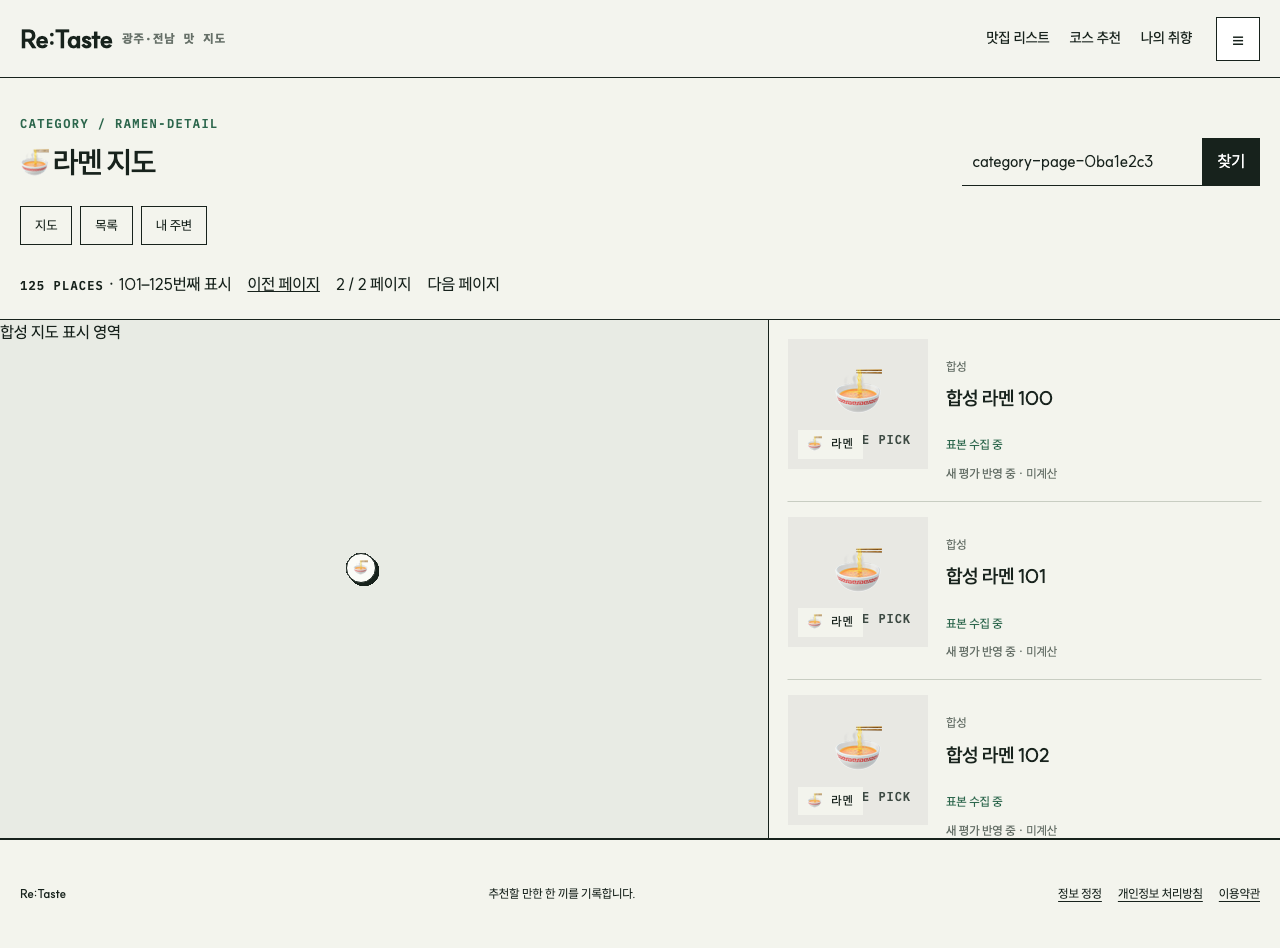 Re:Taste 광주·전남 맛 지도
맛집 리스트 코스 추천 나의 취향
CATEGORY / RAMEN-DETAIL
라멘 지도
category-page-0ba1e2c3 찾기
지도 목록 내 주변
125 PLACES · 101–125번째 표시 이전 페이지 2 / 2 페이지 다음 페이지
합성 지도 표시 영역
합성
합성 라멘 100
표본 수집 중
새 평가 반영 중 · 미계산
라멘 E PICK
합성
합성 라멘 101
표본 수집 중
새 평가 반영 중 · 미계산
라멘 E PICK
합성
합성 라멘 102
표본 수집 중
새 평가 반영 중 · 미계산
라멘 E PICK
Re:Taste
추천할 만한 한 끼를 기록합니다.
정보 정정 개인정보 처리방침 이용약관